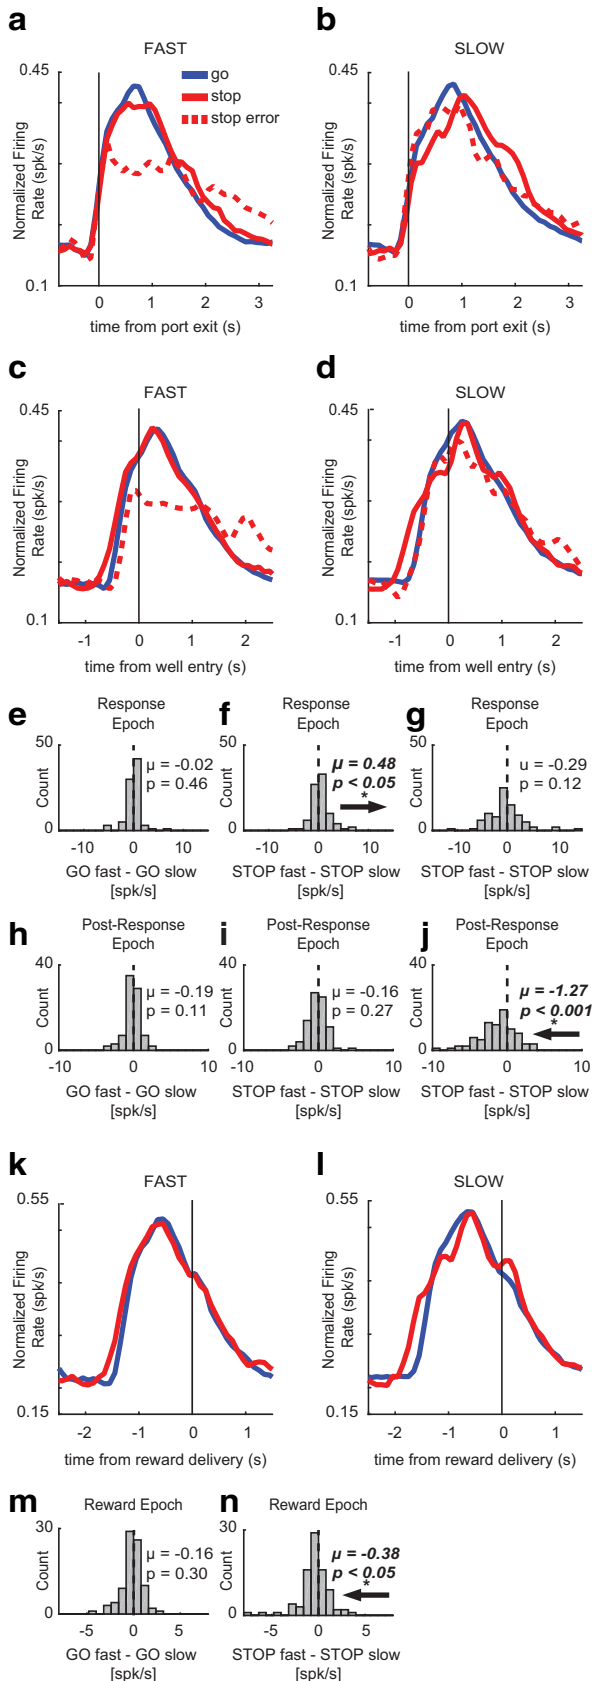 a
FAST
0.45
go
stop
stop error
Normalized Firing
Rate (spk/s)
0.1
0
1
2
3
time from port exit (s)
b
SLOW
0.45
Normalized Firing
Rate (spk/s)
0.1
0
1
2
3
time from port exit (s)
c
FAST
0.45
Normalized Firing
Rate (spk/s)
0.1
-1
0
1
2
time from well entry (s)
d
SLOW
0.45
Normalized Firing
Rate (spk/s)
0.1
-1
0
1
2
time from well entry (s)
e
Response
Epoch
50
Count
0
μ = -0.02
p = 0.46
-10
0
10
GO fast - GO slow
[spk/s]
f
Response
Epoch
50
Count
0
μ = 0.48
p < 0.05
*
-10
0
10
STOP fast - STOP slow
[spk/s]
g
Response
Epoch
50
Count
0
u = -0.29
p = 0.12
-10
0
10
STOP fast - STOP slow
[spk/s]
h
Post-Response
Epoch
40
Count
0
μ = -0.19
p = 0.11
-10
0
10
GO fast - GO slow
[spk/s]
i
Post-Response
Epoch
40
Count
0
μ = -0.16
p = 0.27
-10
0
10
STOP fast - STOP slow
[spk/s]
j
Post-Response
Epoch
40
Count
0
μ = -1.27
p < 0.001
*
-10
0
10
STOP fast - STOP slow
[spk/s]
k
FAST
0.55
Normalized Firing
Rate (spk/s)
0.15
-2
-1
0
1
time from reward delivery (s)
l
SLOW
0.55
Normalized Firing
Rate (spk/s)
0.15
-2
-1
0
1
time from reward delivery (s)
m
Reward Epoch
30
Count
0
μ = -0.16
p = 0.30
-5
0
5
GO fast - GO slow
[spk/s]
n
Reward Epoch
30
Count
0
μ = -0.38
p < 0.05
*
-5
0
5
STOP fast - STOP slow
[spk/s]